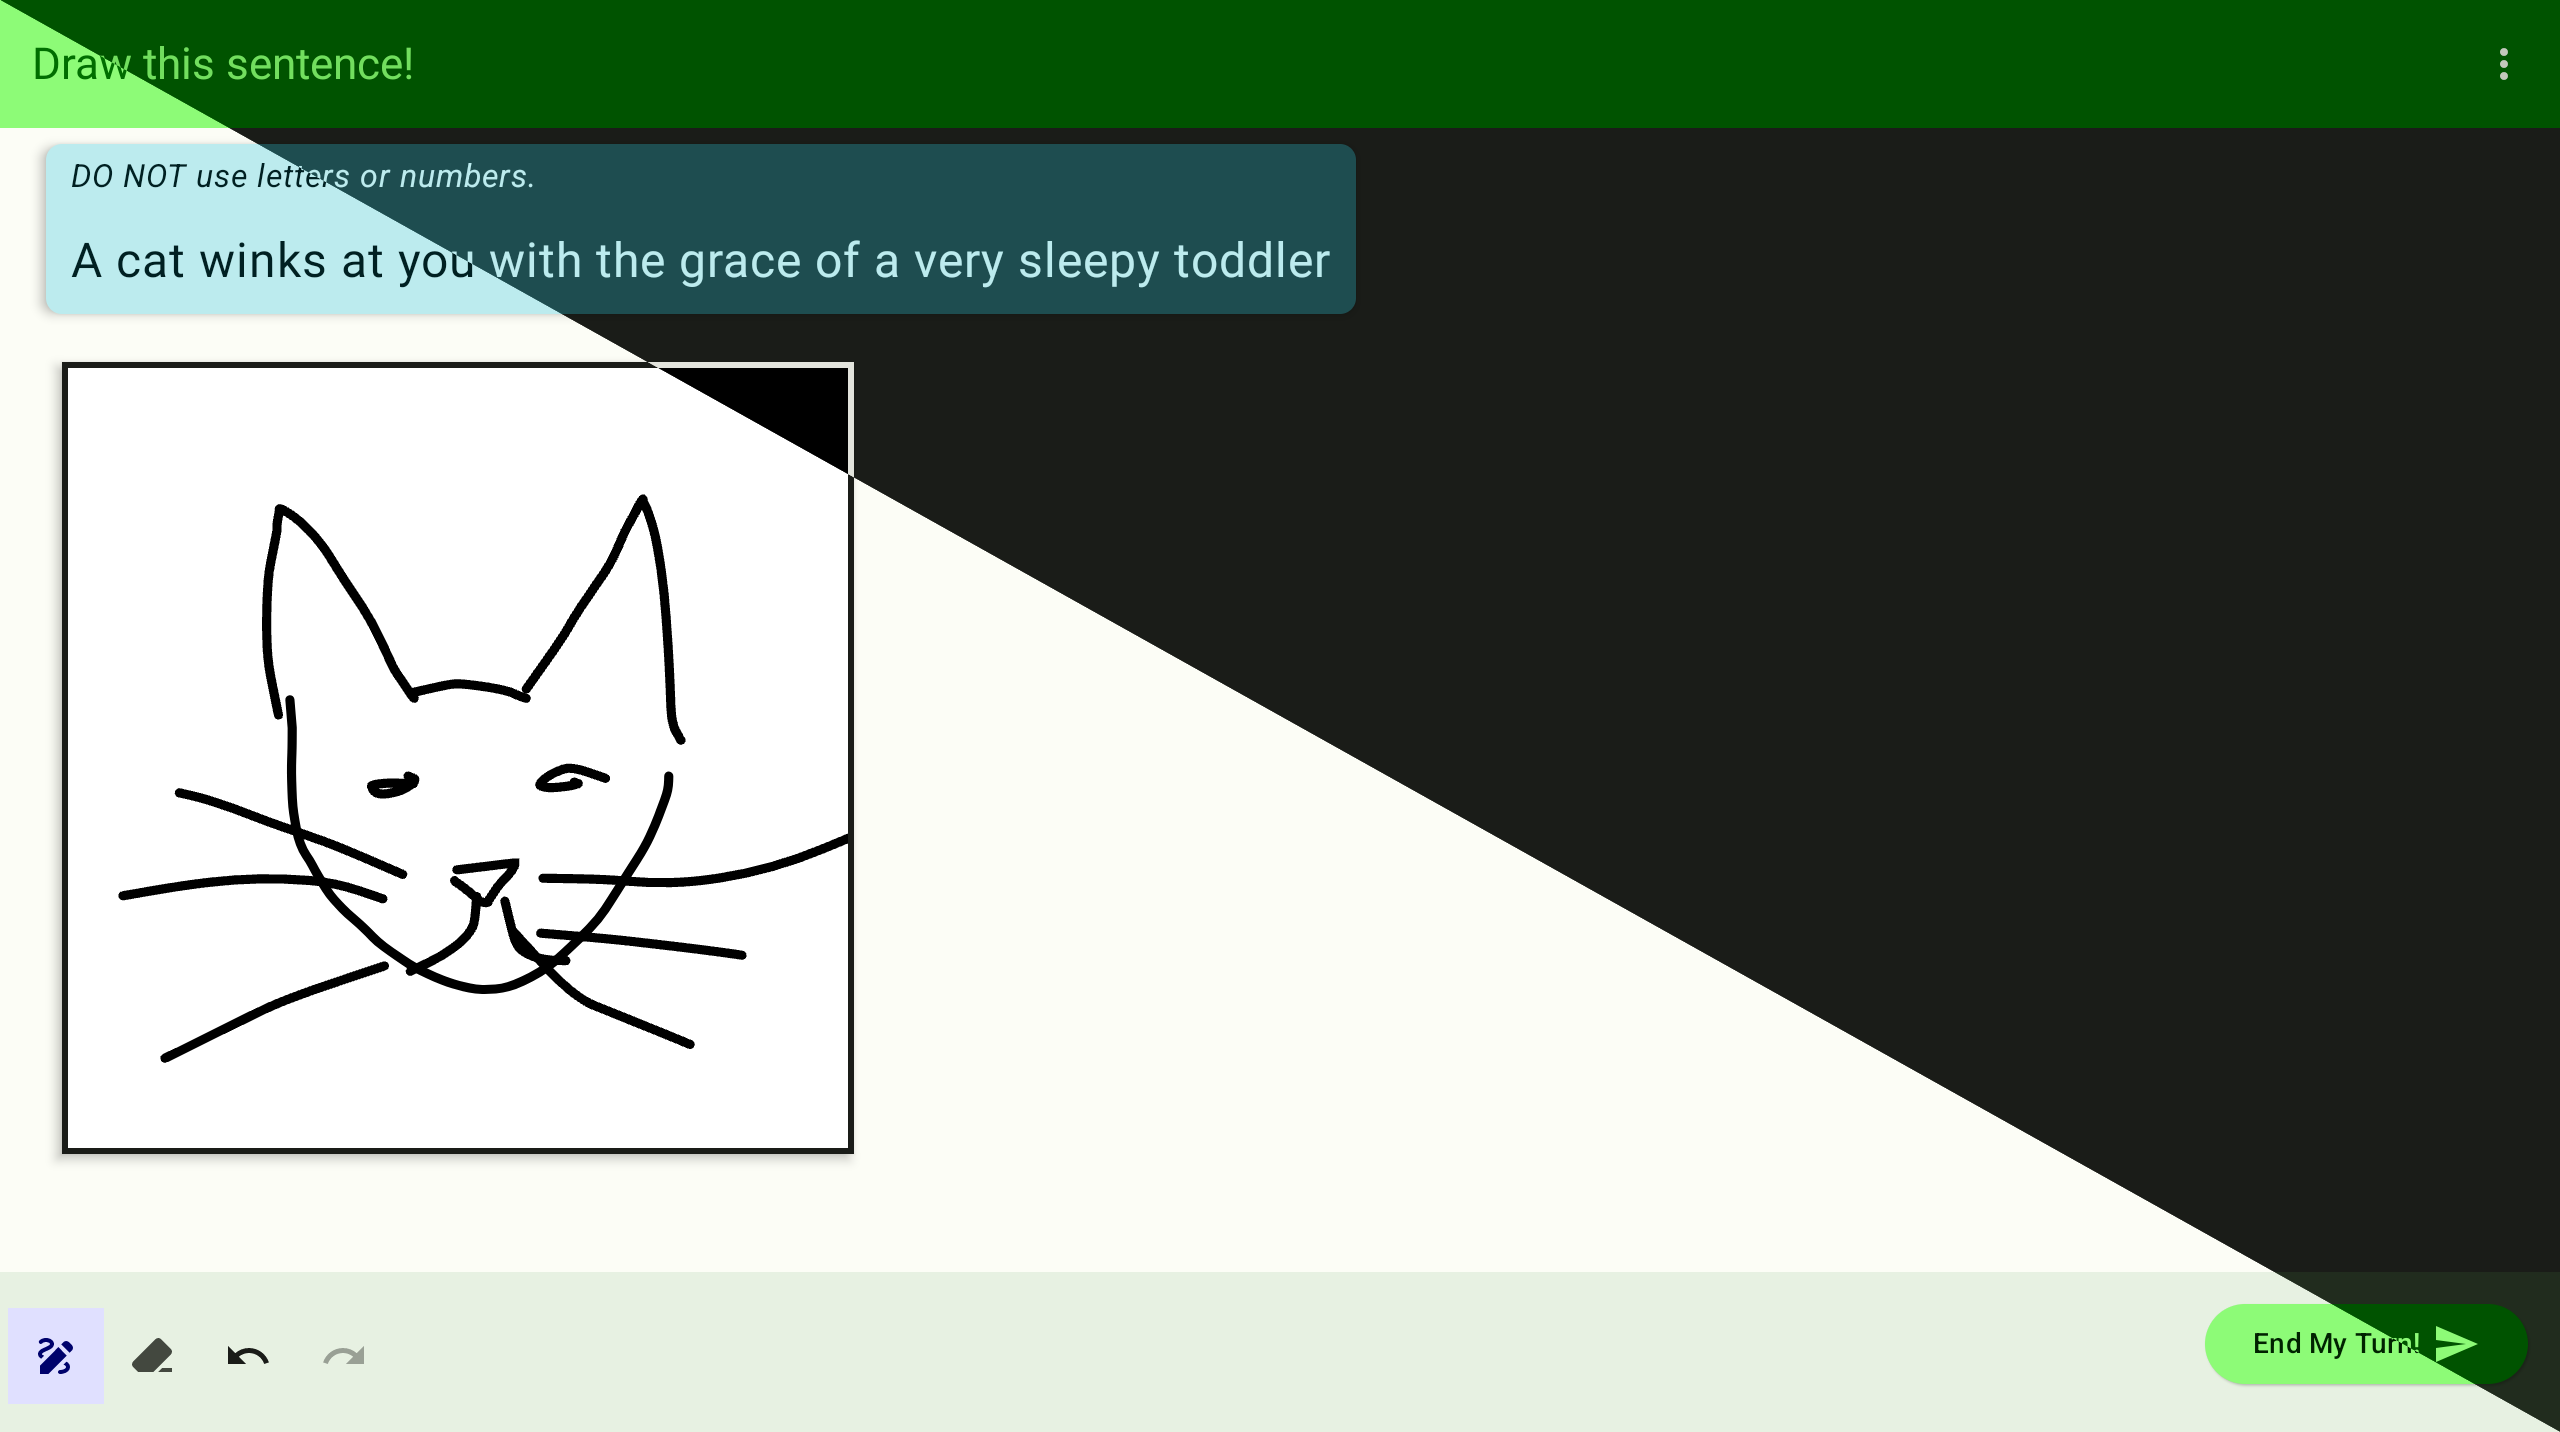 Draw this sentence!
DO NOT use letters or numbers.
A cat winks at you with the grace of a very sleepy toddler
End My Turn!